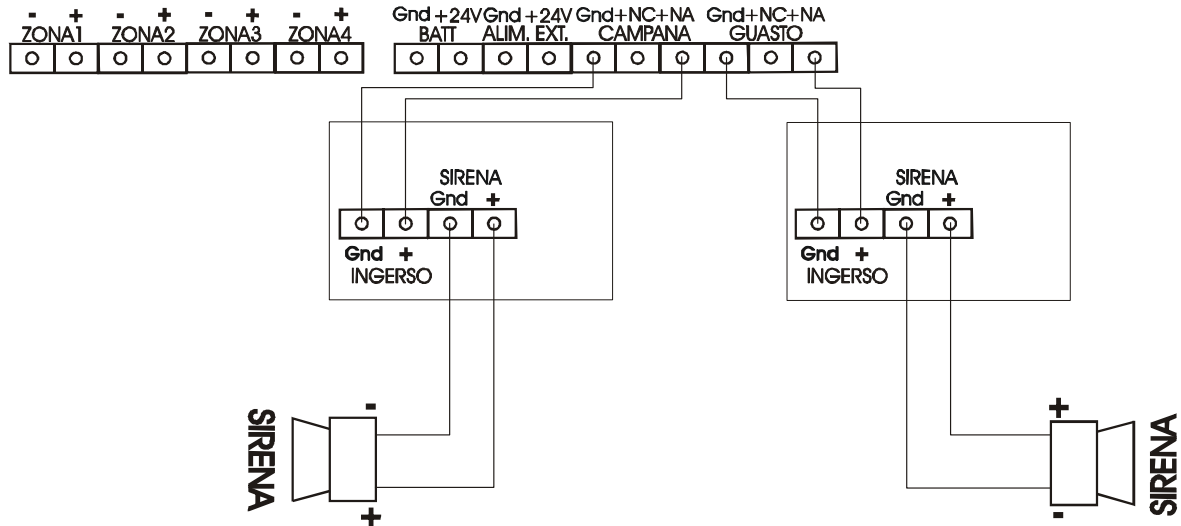 - + - + - + - +
ZONA1 ZONA2 ZONA3 ZONA4
Gnd +24V Gnd +24V Gnd+NC+NA Gnd+NC+NA
BATT ALIM. EXT. CAMPANA GUASTO
SIRENA
Gnd +
Gnd +
INGERSO
SIRENA
Gnd +
Gnd +
INGERSO
SIRENA
-
+
+
-
SIRENA